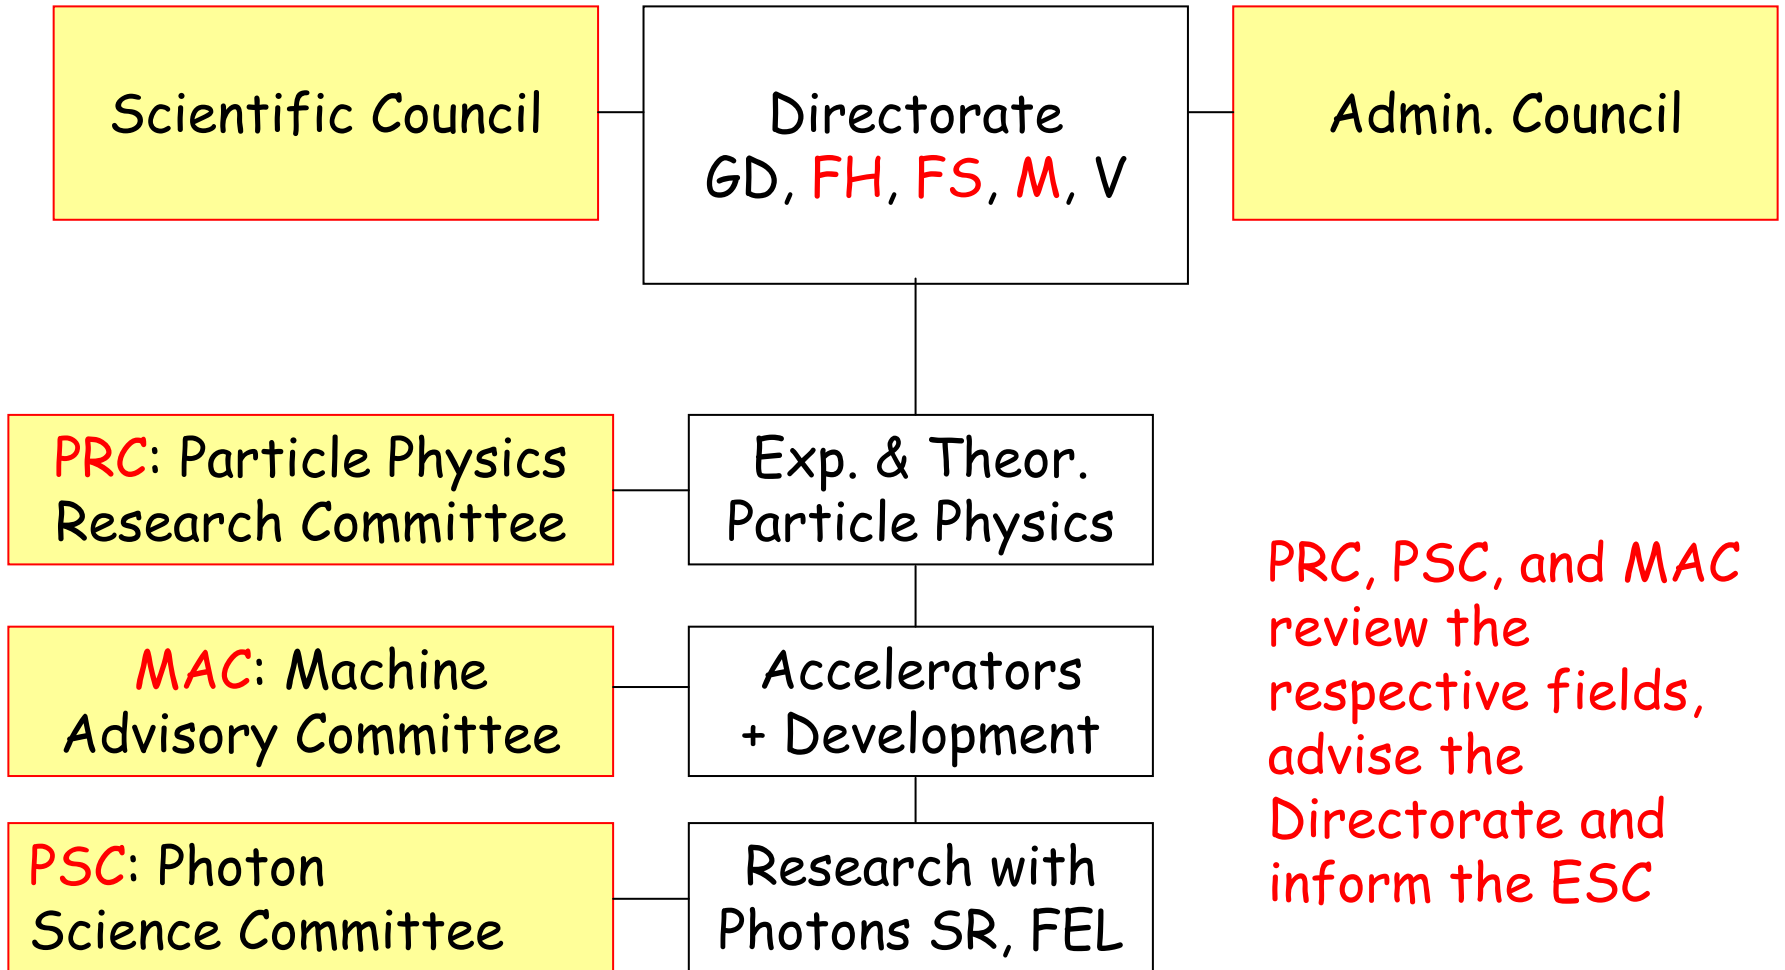 Scientific Council
Directorate
GD, FH, FS, M, V
Admin. Council
PRC: Particle Physics
Research Committee
Exp. & Theor.
Particle Physics
MAC: Machine
Advisory Committee
Accelerators
+ Development
PSC: Photon
Science Committee
Research with
Photons SR, FEL
PRC, PSC, and MAC
review the
respective fields,
advise the
Directorate and
inform the ESC